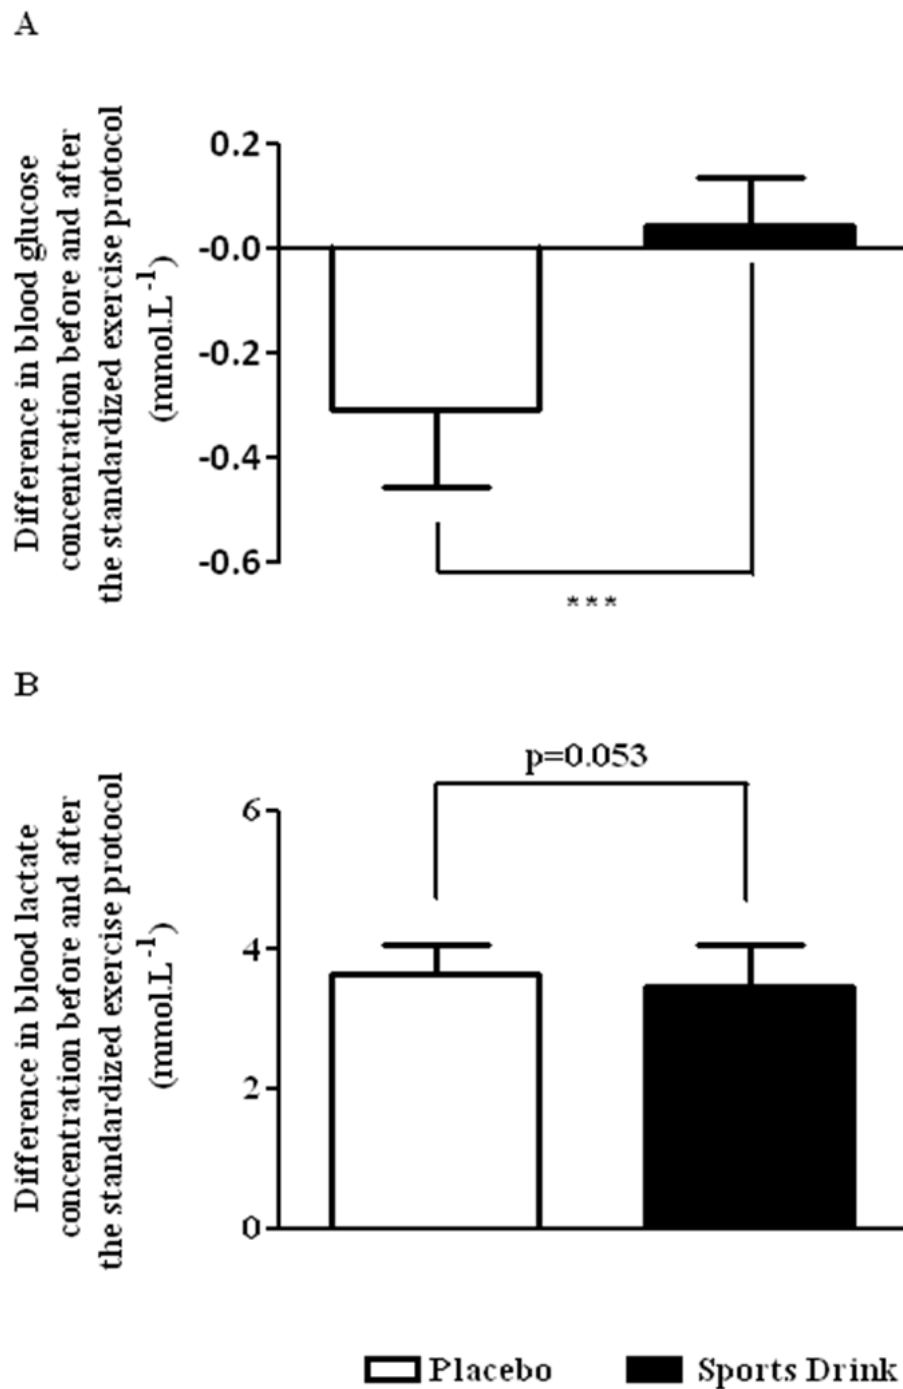 A
Difference in blood glucose
concentration before and after
the standardized exercise protocol
(mmol.L -1)
0.2
-0.0
-0.2
-0.4
-0.6
***
B
Difference in blood lactate
concentration before and after
the standardized exercise protocol
(mmol.L -1)
p=0.053
6
4
2
0
Placebo
Sports Drink